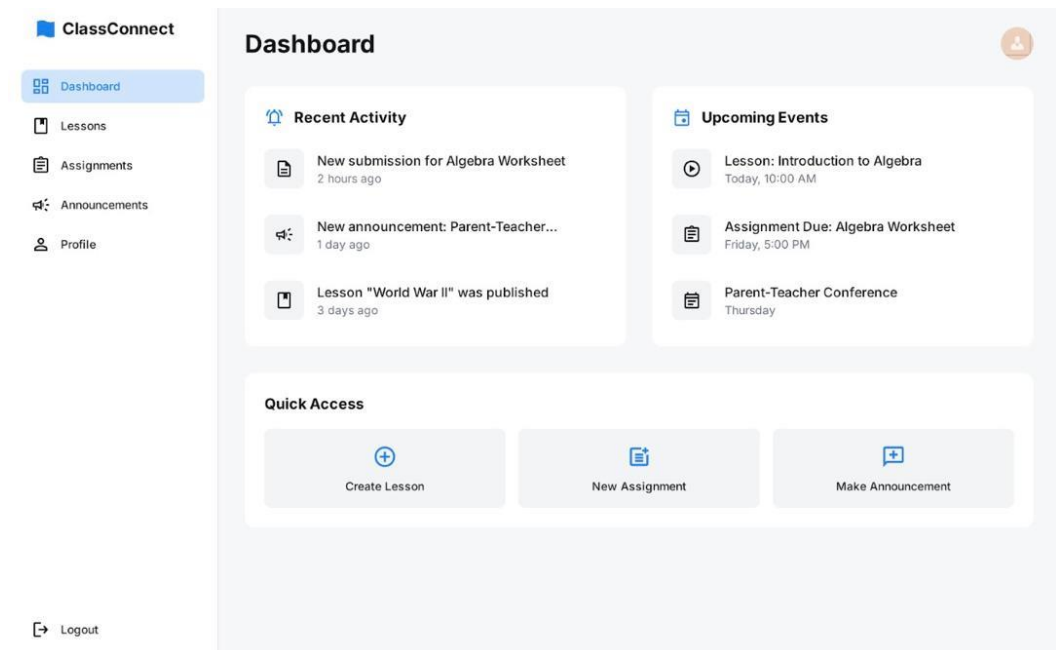 ClassConnect
Dashboard
Lessons
Assignments
Announcements
Profile
Logout
Dashboard
Recent Activity
New submission for Algebra Worksheet
2 hours ago
New announcement: Parent-Teacher...
1 day ago
Lesson "World War II" was published
3 days ago
Upcoming Events
Lesson: Introduction to Algebra
Today, 10:00 AM
Assignment Due: Algebra Worksheet
Friday, 5:00 PM
Parent-Teacher Conference
Thursday
Quick Access
Create Lesson
New Assignment
Make Announcement